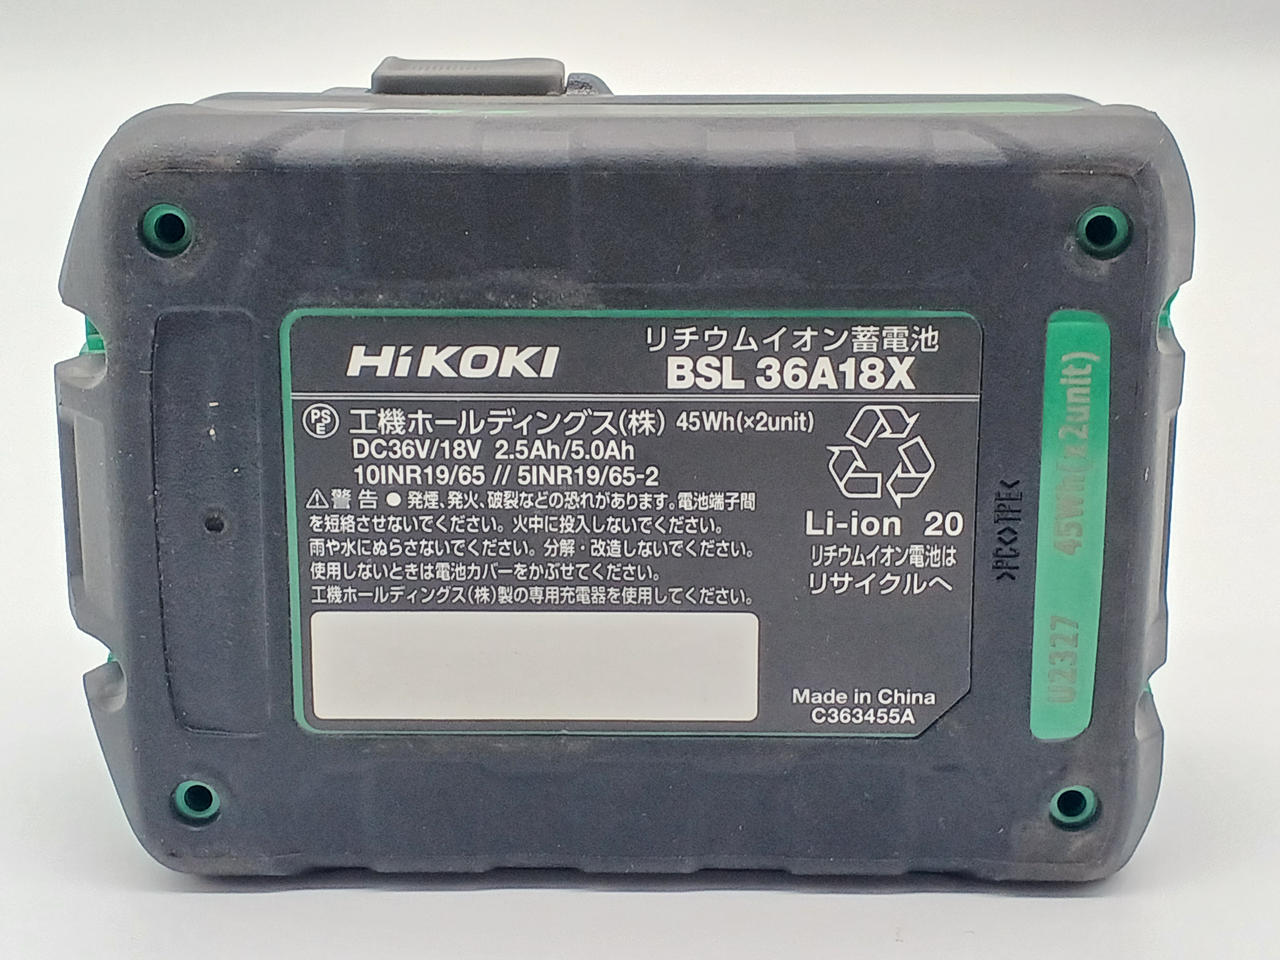 HiKOKI
リチウムイオン蓄電池
BSL 36A18X
PS E
工機ホールディングス(株) 45Wh(×2unit)
DC36V/18V 2.5Ah/5.0Ah
10INR19/65 // 5INR19/65-2
⚠警告 ● 発煙、発火、破裂などの恐れがあります。電池端子間
を短絡させないでください。火中に投入しないでください。
雨や水にぬらさないでください。分解・改造しないでください。
使用しないときは電池カバーをかぶせてください。
工機ホールディングス(株)製の専用充電器を使用してください。
Li-ion 20
リチウムイオン電池は
リサイクルへ
Made in China
C363455A
>PC<>TPE<
U2327 45Wh(x2unit)